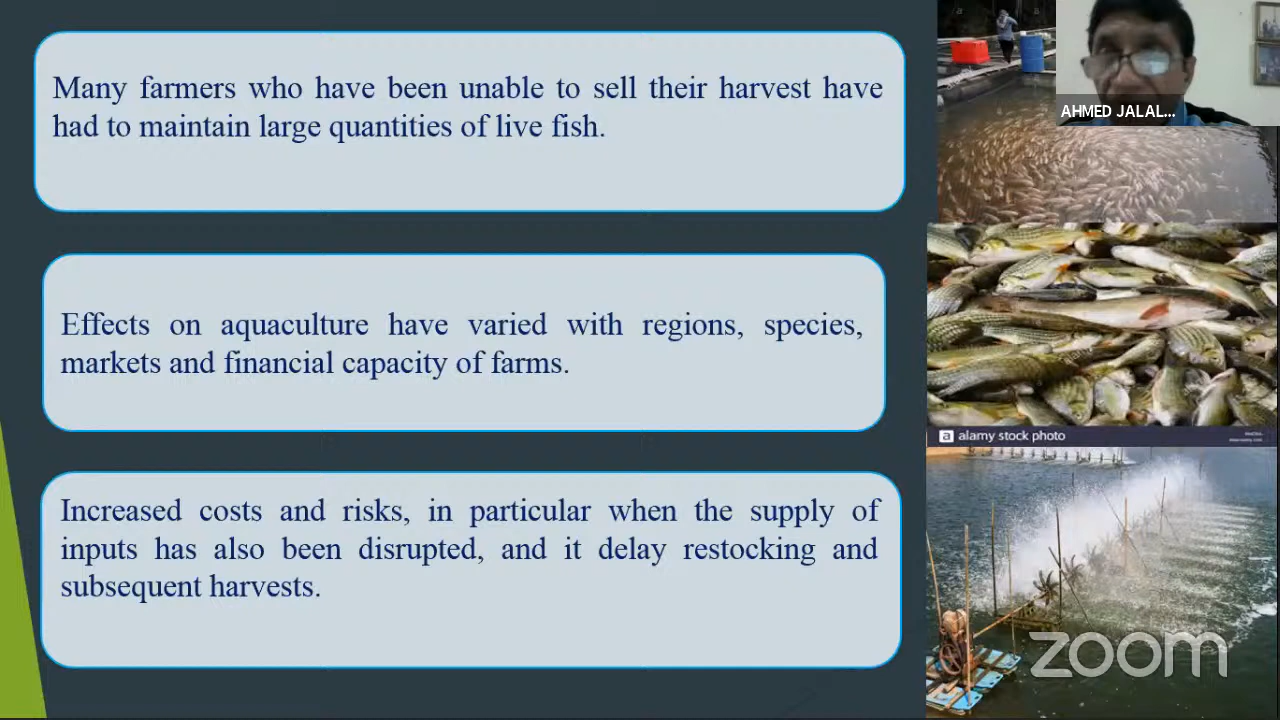 Many farmers who have been unable to sell their harvest have
had to maintain large quantities of live fish.
Effects on aquaculture have varied with regions, species,
markets and financial capacity of farms.
Increased costs and risks, in particular when the supply of
inputs has also been disrupted, and it delay restocking and
subsequent harvests.
AHMED JALAL...
a alamy stock photo
zoom